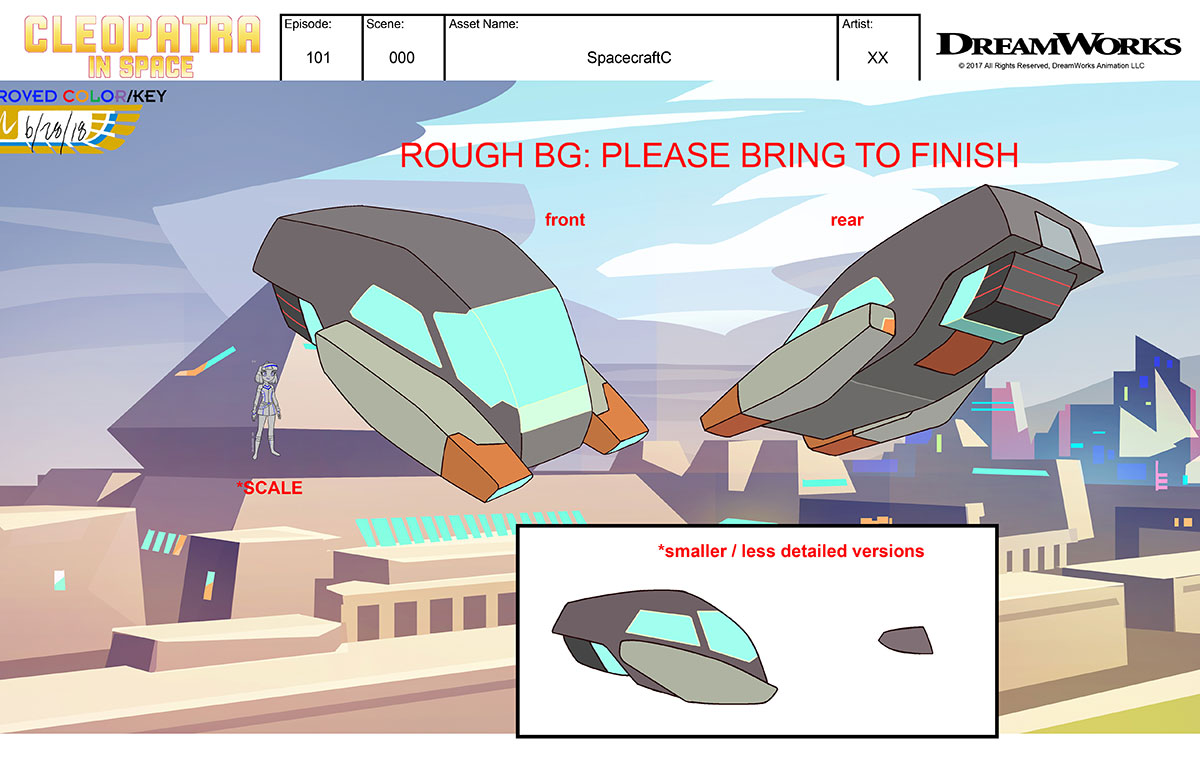 CLEOPATRA
IN SPACE
Episode:
101
Scene:
000
Asset Name:
SpacecraftC
Artist:
XX
DREAMWORKS
© 2017 All Rights Reserved, DreamWorks Animation LLC
ROVED COLOR/KEY
6/28/18
ROUGH BG: PLEASE BRING TO FINISH
front
rear
*SCALE
*smaller / less detailed versions